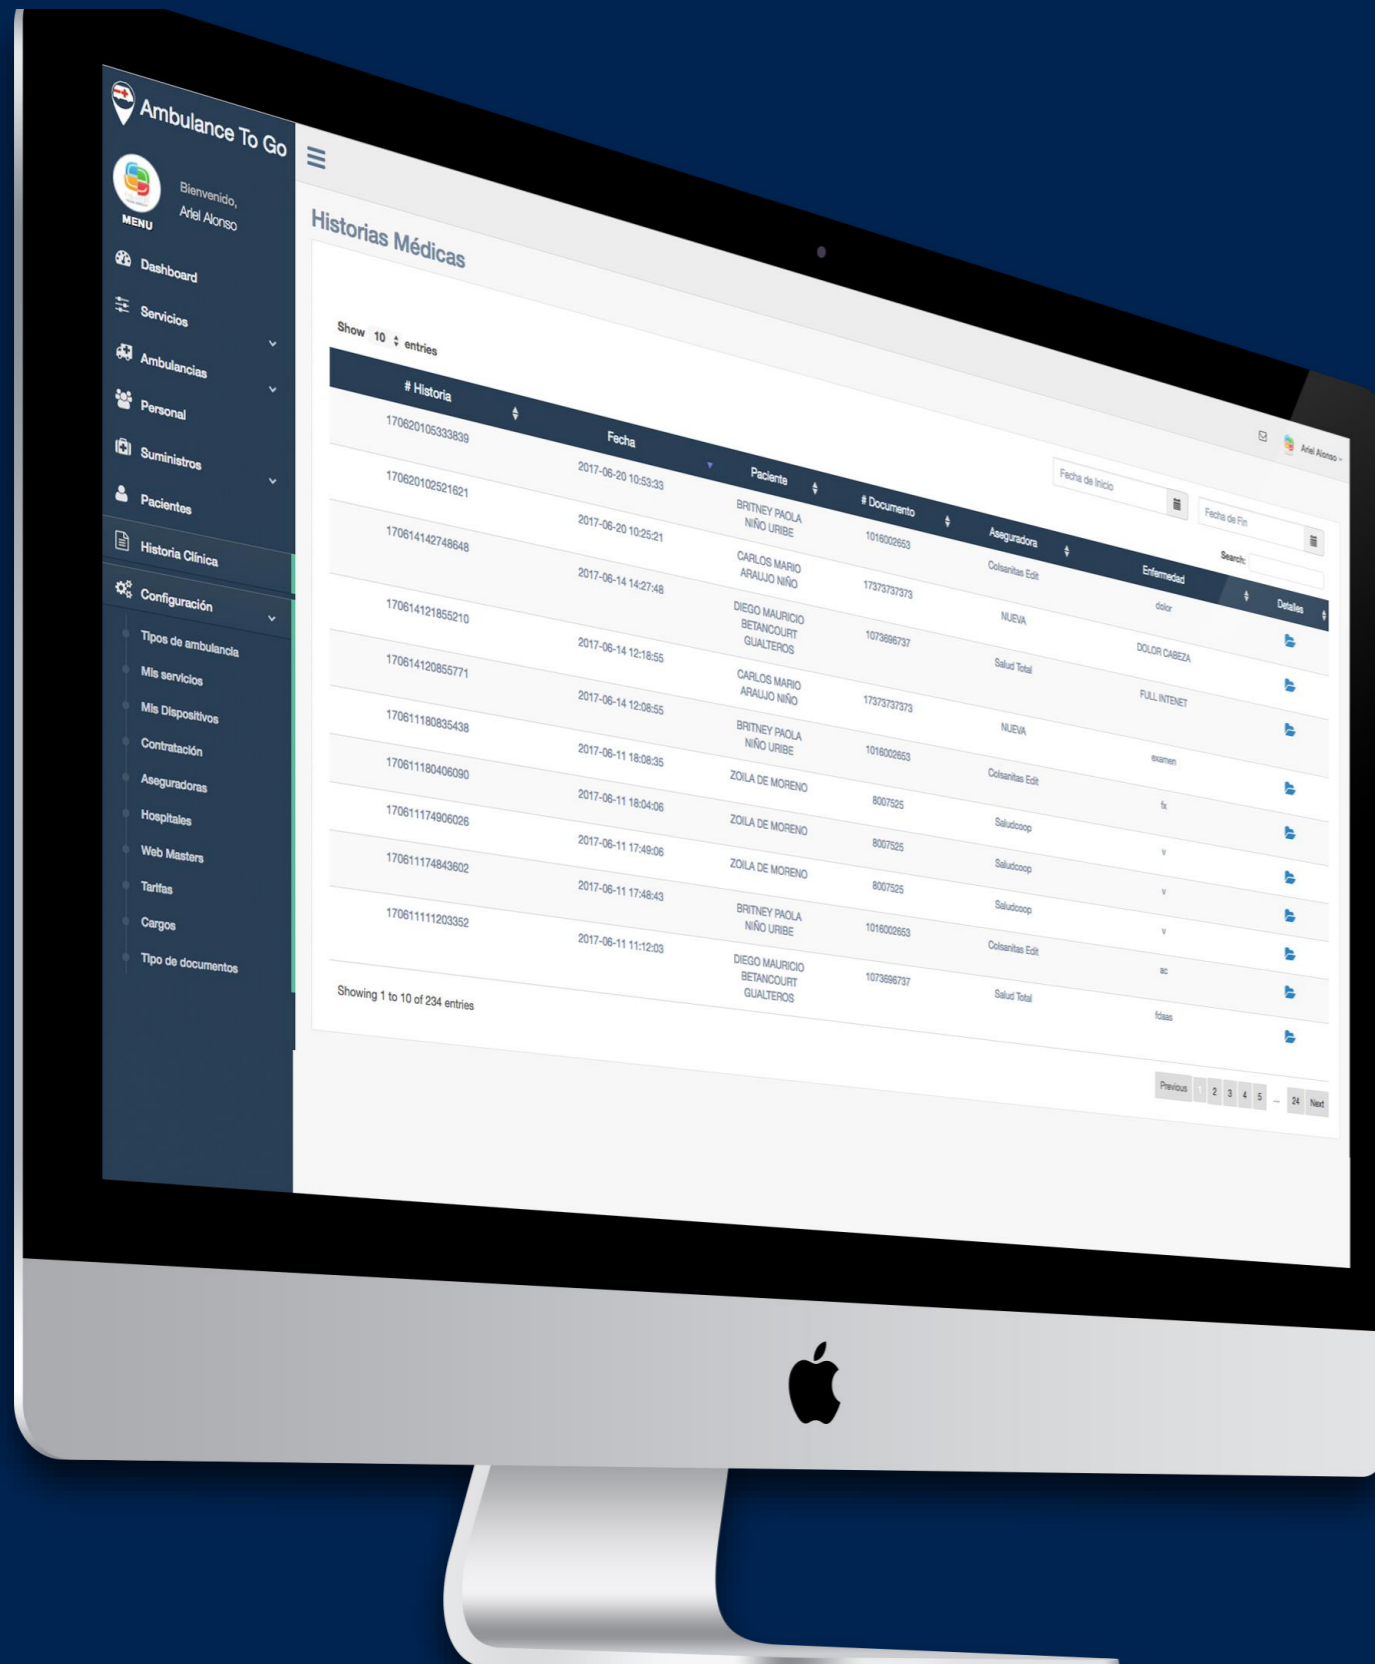 Ambulance To Go
Bienvenido,
Ariel Alonso
MENU
Dashboard
Servicios
Ambulancias
Personal
Suministros
Pacientes
Historia Clínica
Configuración
Tipos de ambulancia
Mis servicios
Mis Dispositivos
Contratación
Aseguradoras
Hospitales
Web Masters
Tarifas
Cargos
Tipo de documentos
Ariel Alonso
Historias Médicas
Fecha de Inicio
Fecha de Fin
Show 10 entries
Search:
# Historia Fecha Paciente # Documento Aseguradora Enfermedad Detalles
170620105333839 2017-06-20 10:53:33 BRITNEY PAOLA NIÑO URIBE 1016002653 Colsanitas Edit dolor
170620102521621 2017-06-20 10:25:21 CARLOS MARIO ARAUJO NIÑO 17373737373 NUEVA DOLOR CABEZA
170614142748648 2017-06-14 14:27:48 DIEGO MAURICIO BETANCOURT GUALTEROS 1073696737 Salud Total FULL INTENET
170614121855210 2017-06-14 12:18:55 CARLOS MARIO ARAUJO NIÑO 17373737373 NUEVA examen
170614120855771 2017-06-14 12:08:55 BRITNEY PAOLA NIÑO URIBE 1016002653 Colsanitas Edit fx
170611180835438 2017-06-11 18:08:35 ZOILA DE MORENO 8007525 Saludcoop v
170611180406090 2017-06-11 18:04:06 ZOILA DE MORENO 8007525 Saludcoop v
170611174906026 2017-06-11 17:49:06 ZOILA DE MORENO 8007525 Saludcoop v
170611174843602 2017-06-11 17:48:43 BRITNEY PAOLA NIÑO URIBE 1016002653 Colsanitas Edit ac
170611111203352 2017-06-11 11:12:03 DIEGO MAURICIO BETANCOURT GUALTEROS 1073696737 Salud Total fdaas
Showing 1 to 10 of 234 entries
Previous 1 2 3 4 5 ... 24 Next